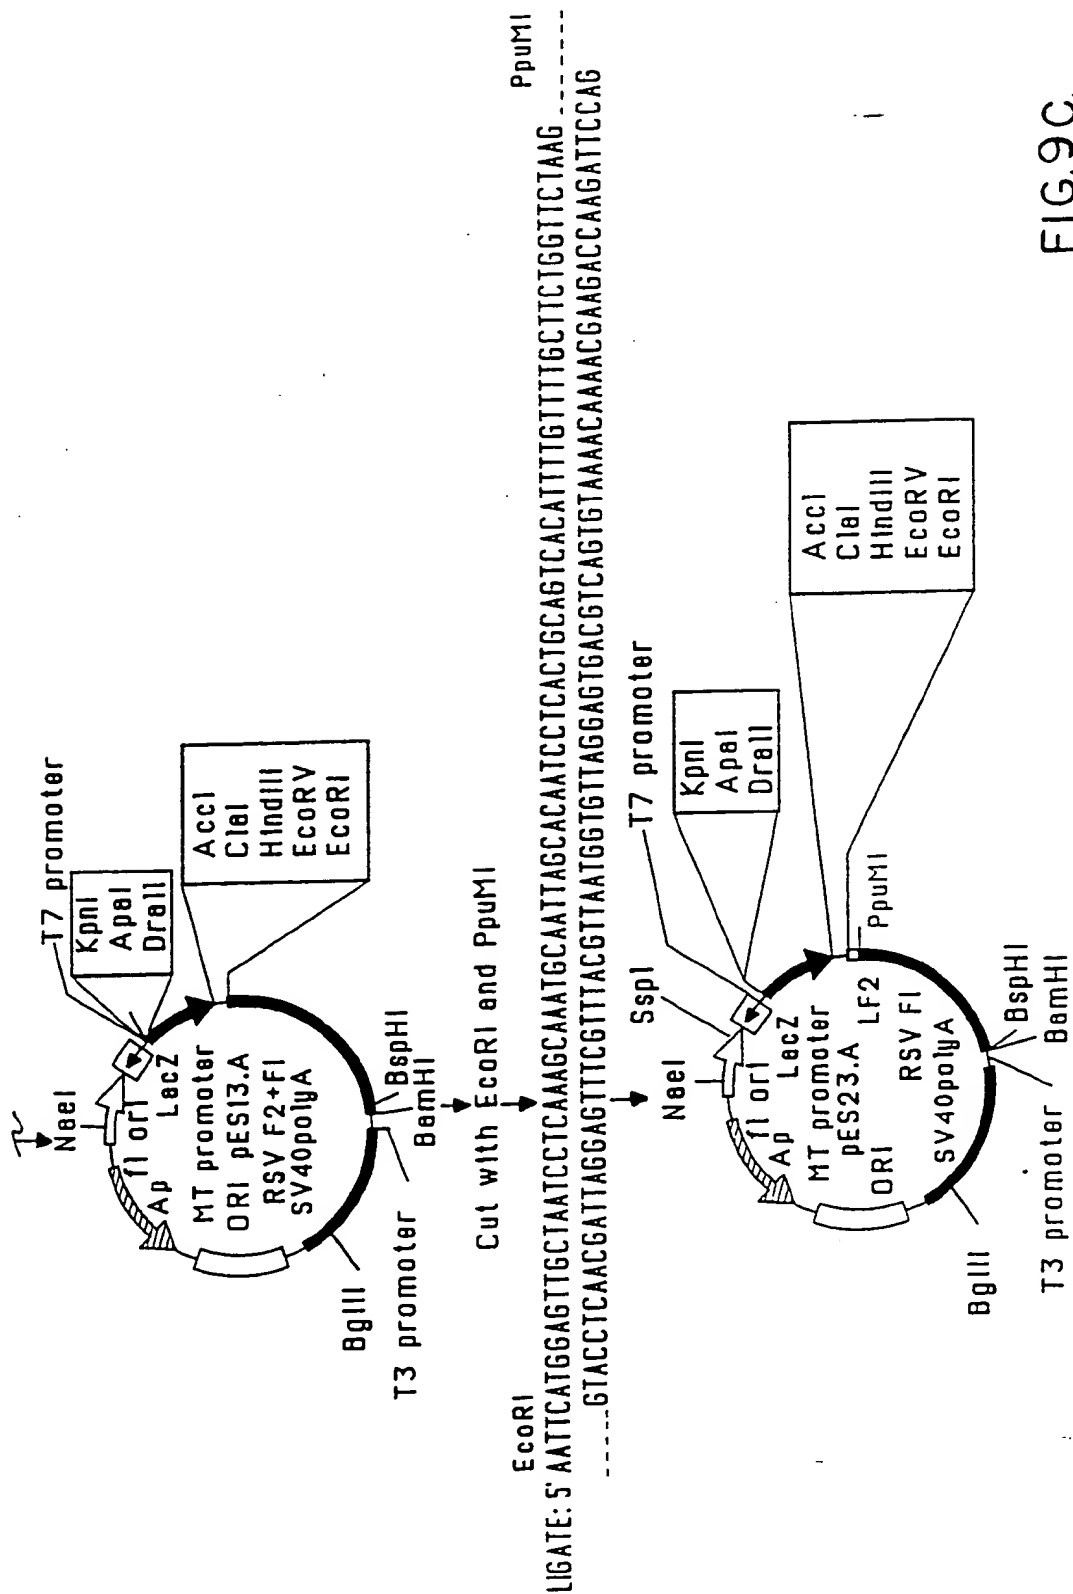 NaeI
T7 promoter
KpnI
ApaI
DraII
f1 ori
Ap
LacZ
MT promoter
ORI pES13.A
RSV F2+F1
SV40polyA
AccI
ClaI
HindIII
EcoRV
EcoRI
BspHI
BamHI
BglII
T3 promoter
Cut with EcoRI and PpuMI
EcoRI PpuMI
LIGATE: 5' AATTCATGGAGTTGCTAATCCTCAAAGCAAATGCAATTAGCACAATCCTCACTGCAGTCACATTTTGTTTTGCTTCTGGTTCTAAG ------
-----GTACCTCAACGATTAGGAGTTTCGTTTACGTTAATGGTGTTAGGAGTGACGTCAGTGTAAAACAAAACGAAGACCAAGATTCCAG
NaeI
SspI
T7 promoter
KpnI
ApaI
DraII
f1 ori
Ap
LacZ
MT promoter
pES23.A
LF2
ORI
RSV F1
SV40polyA
AccI
ClaI
HindIII
EcoRV
EcoRI
PpuMI
BspHI
BamHI
BglII
T3 promoter
FIG.9C.